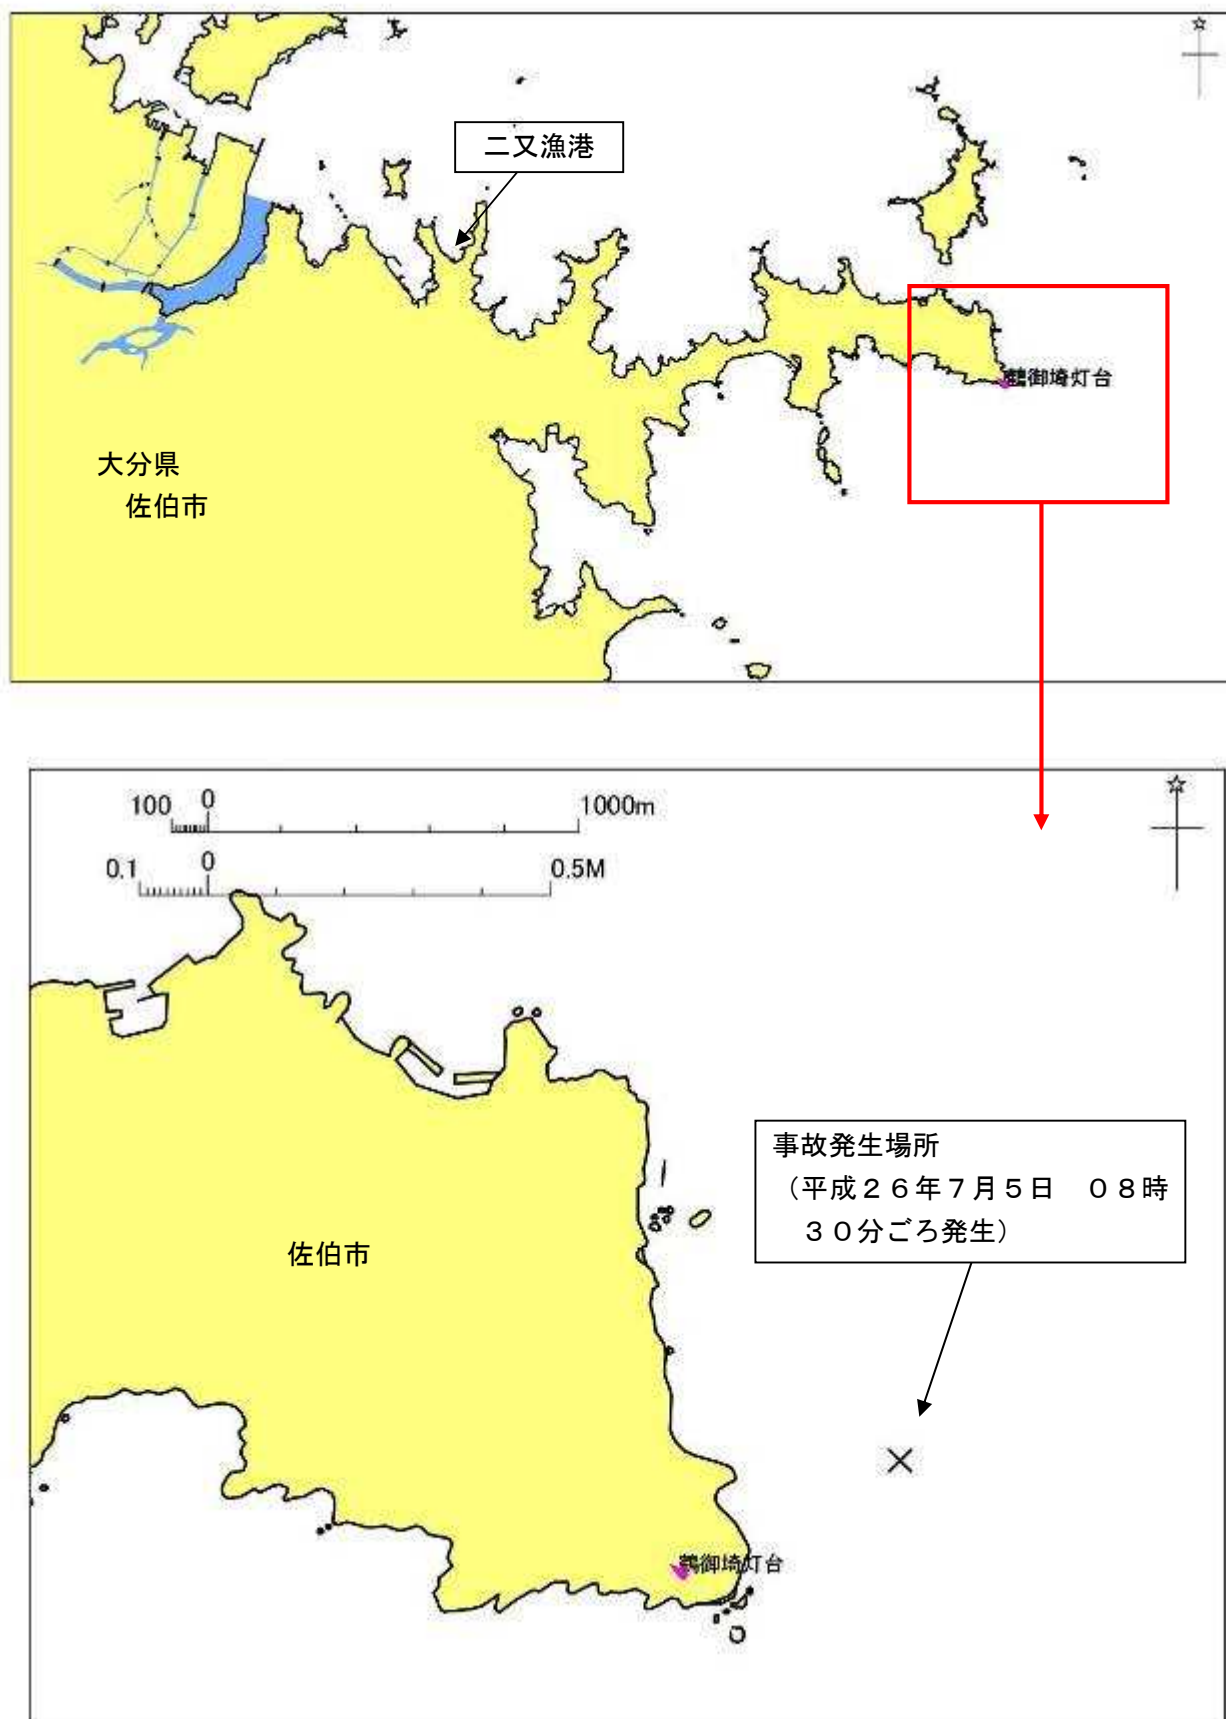 二又漁港
鶴御埼灯台
大分県
佐伯市
100 0 1000m
0.1 0 0.5M
事故発生場所
（平成２６年７月５日　０８時
３０分ごろ発生）
佐伯市
鶴御埼灯台